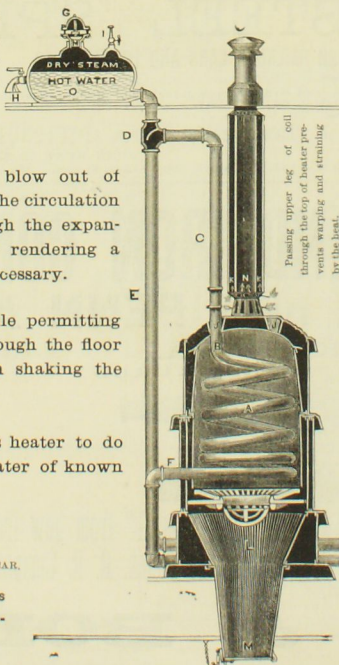 G
I
DRY STEAM
HOT WATER
O
H
D
blow out of
he circulation
gh the expan-
rendering a
cessary.
C
E
le permitting
ough the floor
shaking the
s heater to do
ater of known
Passing upper leg of coil
through the top of heater pre-
vents warping and straining
by the heat.
K N E
J
B
A
F
L
M